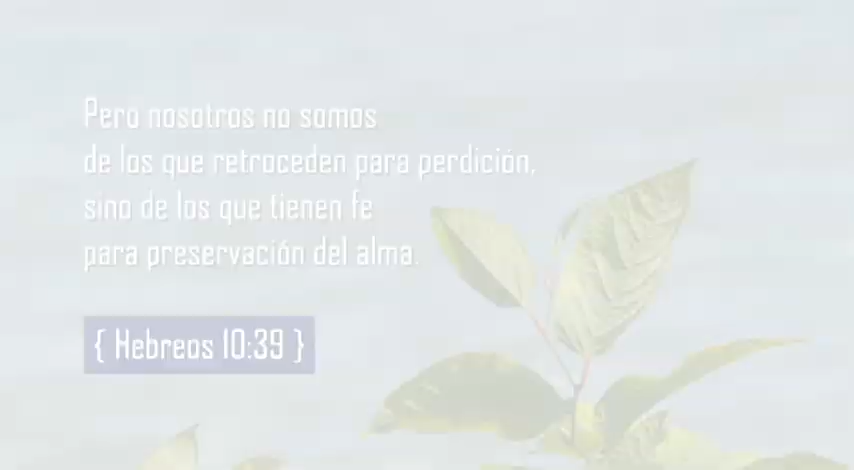 Pero nosotros no somos
de los que retroceden para perdición,
sino de los que tienen fe
para preservación del alma.
{ Hebreos 10:39 }